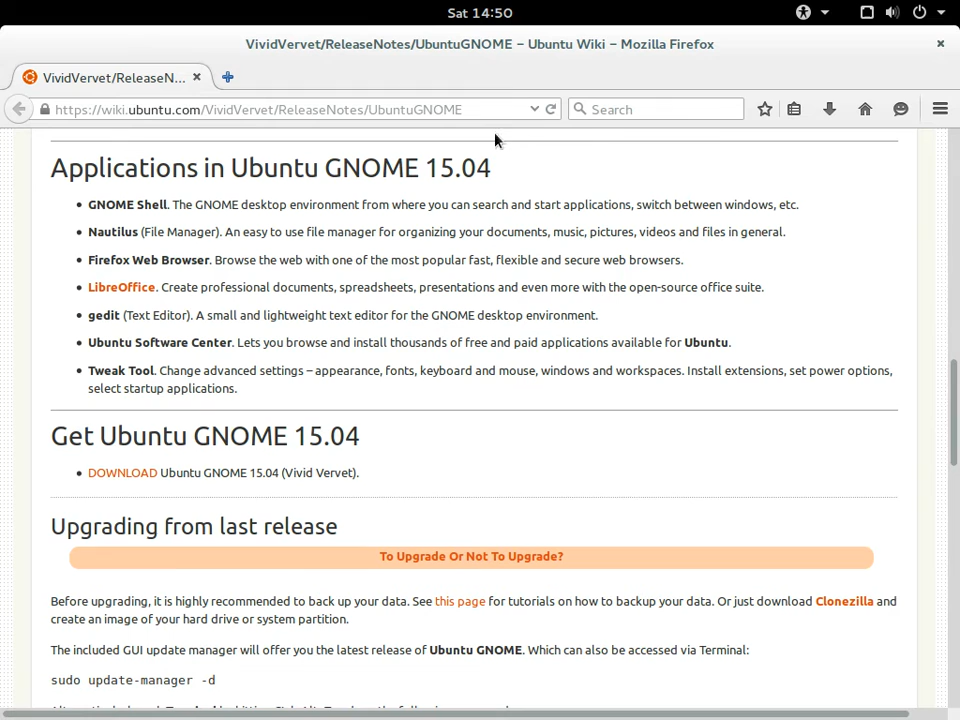 Sat 14:50
VividVervet/ReleaseNotes/UbuntuGNOME – Ubuntu Wiki – Mozilla Firefox
VividVervet/ReleaseN...
https://wiki.ubuntu.com/VividVervet/ReleaseNotes/UbuntuGNOME
Search
Applications in Ubuntu GNOME 15.04
• GNOME Shell. The GNOME desktop environment from where you can search and start applications, switch between windows, etc.
• Nautilus (File Manager). An easy to use file manager for organizing your documents, music, pictures, videos and files in general.
• Firefox Web Browser. Browse the web with one of the most popular fast, flexible and secure web browsers.
• LibreOffice. Create professional documents, spreadsheets, presentations and even more with the open-source office suite.
• gedit (Text Editor). A small and lightweight text editor for the GNOME desktop environment.
• Ubuntu Software Center. Lets you browse and install thousands of free and paid applications available for Ubuntu.
• Tweak Tool. Change advanced settings – appearance, fonts, keyboard and mouse, windows and workspaces. Install extensions, set power options,
select startup applications.
Get Ubuntu GNOME 15.04
• DOWNLOAD Ubuntu GNOME 15.04 (Vivid Vervet).
Upgrading from last release
To Upgrade Or Not To Upgrade?
Before upgrading, it is highly recommended to back up your data. See this page for tutorials on how to backup your data. Or just download Clonezilla and
create an image of your hard drive or system partition.
The included GUI update manager will offer you the latest release of Ubuntu GNOME. Which can also be accessed via Terminal:
sudo update-manager -d